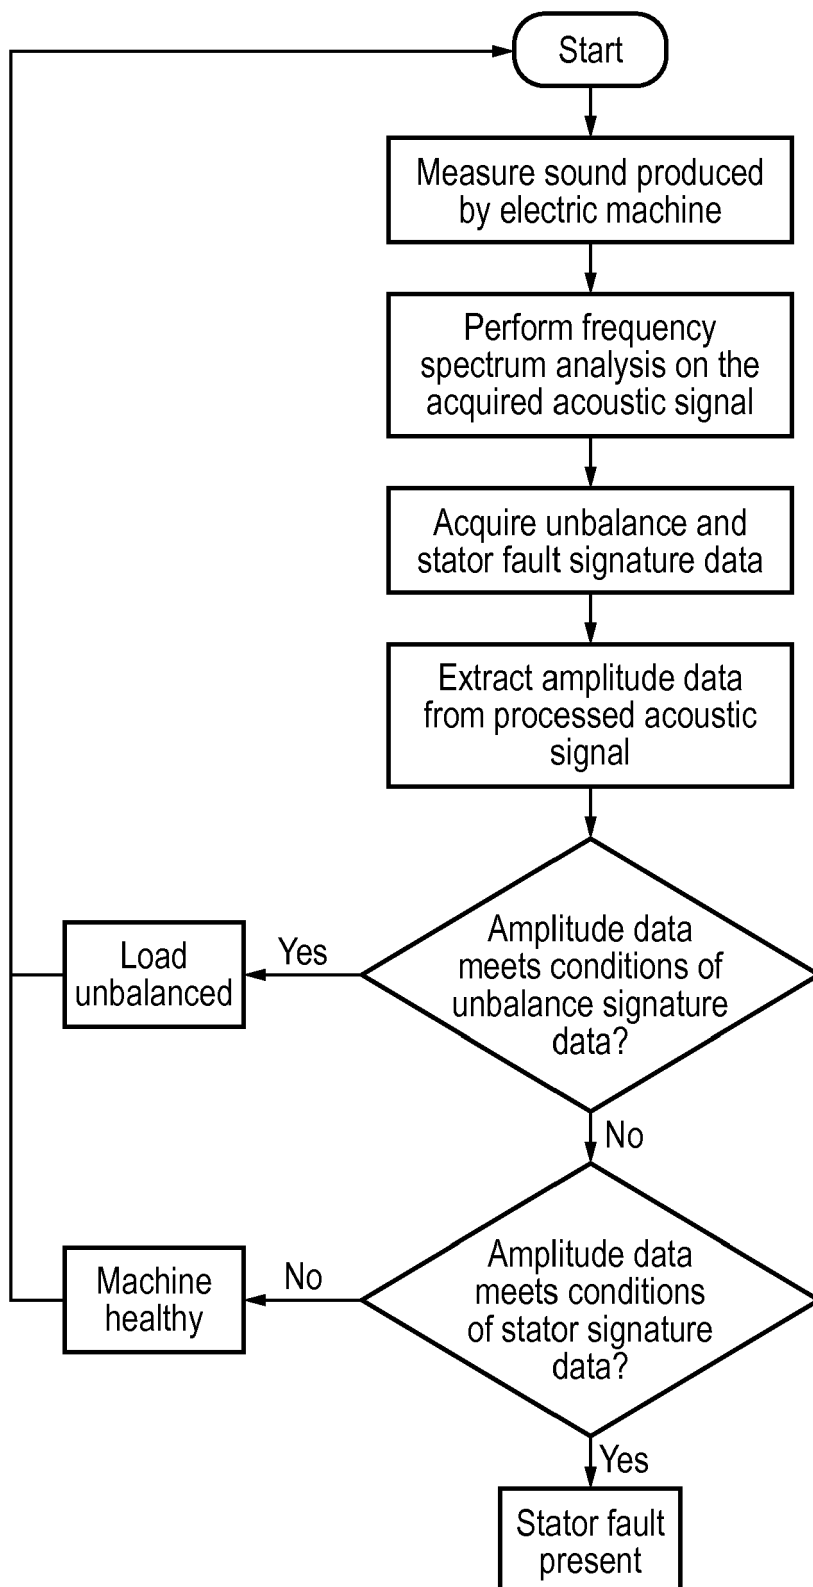 Start
Measure sound produced
by electric machine
Perform frequency
spectrum analysis on the
acquired acoustic signal
Acquire unbalance and
stator fault signature data
Extract amplitude data
from processed acoustic
signal
Amplitude data
meets conditions of
unbalance signature
data?
Yes
Load
unbalanced
No
Amplitude data
meets conditions
of stator signature
data?
No
Machine
healthy
Yes
Stator fault
present